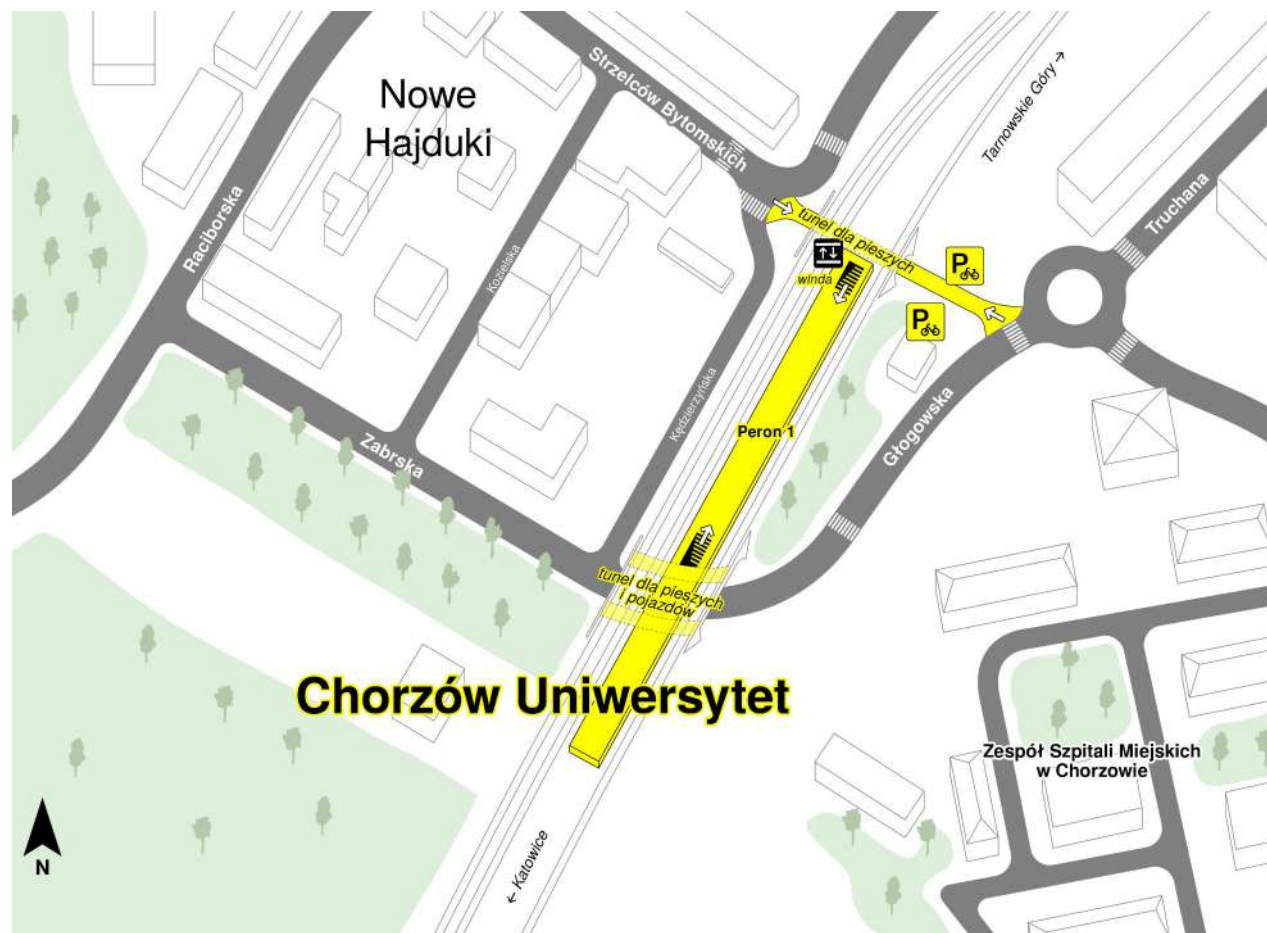 Nowe
Hajduki
Strzelców Bytomskich
Tarnowskie Góry →
Truchana
Raciborska
Kozielska
tunel dla pieszych
winda
P
P
Kędzierzyńska
Peron 1
Głogowska
Zabrska
tunel dla pieszych
i pojazdów
Chorzów Uniwersytet
Zespół Szpitali Miejskich
w Chorzowie
← Katowice
N